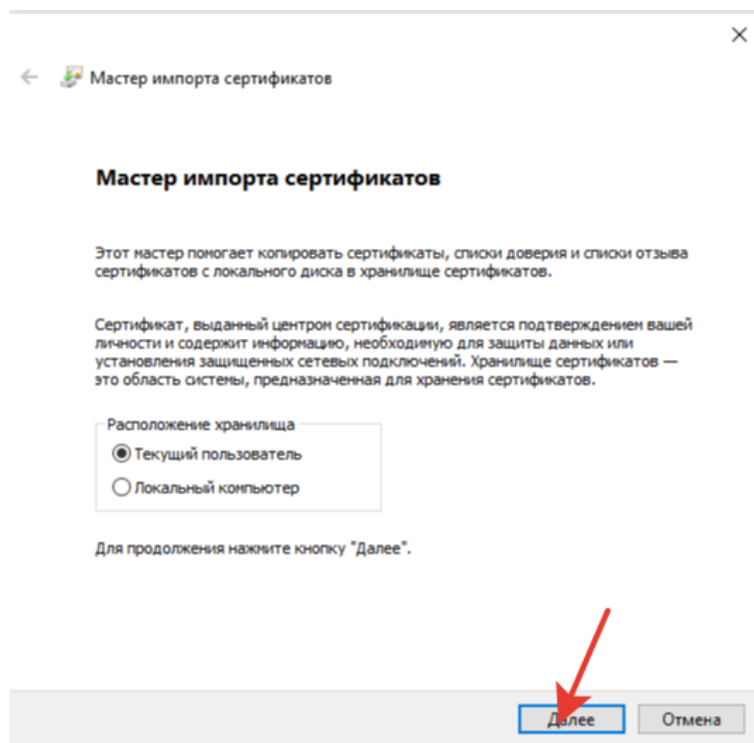 Мастер импорта сертификатов
Мастер импорта сертификатов
Этот мастер помогает копировать сертификаты, списки доверия и списки отзыва
сертификатов с локального диска в хранилище сертификатов.
Сертификат, выданный центром сертификации, является подтверждением вашей
личности и содержит информацию, необходимую для защиты данных или
установления защищенных сетевых подключений. Хранилище сертификатов —
это область системы, предназначенная для хранения сертификатов.
Расположение хранилища
Текущий пользователь
Локальный компьютер
Для продолжения нажмите кнопку "Далее".
Далее
Отмена